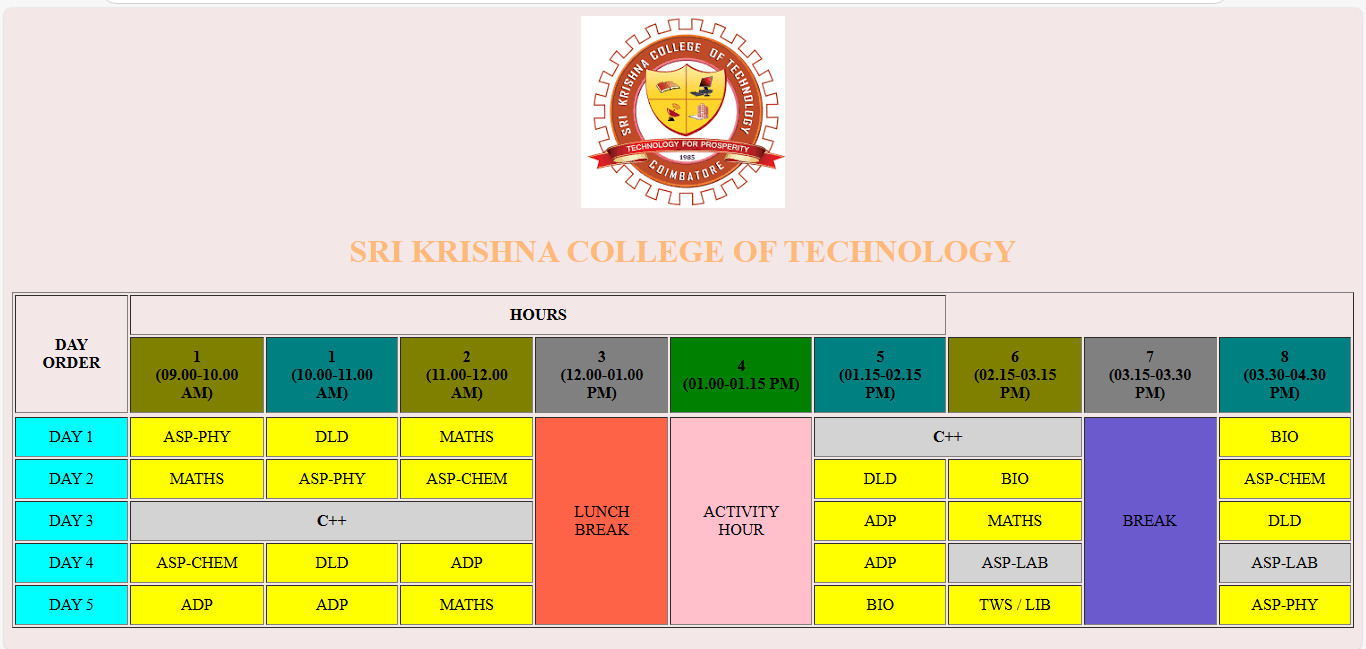 SRI KRISHNA COLLEGE OF TECHNOLOGY
TECHNOLOGY FOR PROSPERITY
1985
COIMBATORE
SRI KRISHNA COLLEGE OF TECHNOLOGY
DAY
ORDER
HOURS
1
(09.00-10.00
AM)
1
(10.00-11.00
AM)
2
(11.00-12.00
AM)
3
(12.00-01.00
PM)
4
(01.00-01.15 PM)
5
(01.15-02.15
PM)
6
(02.15-03.15
PM)
7
(03.15-03.30
PM)
8
(03.30-04.30
PM)
DAY 1
ASP-PHY
DLD
MATHS
LUNCH
BREAK
ACTIVITY
HOUR
C++
BREAK
BIO
DAY 2
MATHS
ASP-PHY
ASP-CHEM
DLD
BIO
ASP-CHEM
DAY 3
C++
ADP
MATHS
DLD
DAY 4
ASP-CHEM
DLD
ADP
ADP
ASP-LAB
ASP-LAB
DAY 5
ADP
ADP
MATHS
BIO
TWS / LIB
ASP-PHY